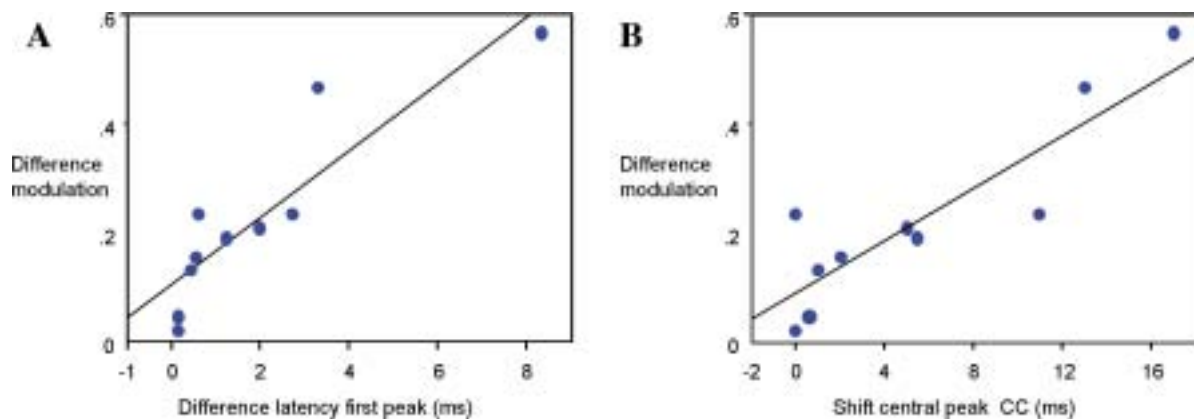 A
.6
.4
Difference
modulation
.2
0
-1 0 2 4 6 8
Difference latency first peak (ms)
B
.6
.4
Difference
modulation
.2
0
-2 0 4 8 12 16
Shift central peak CC (ms)